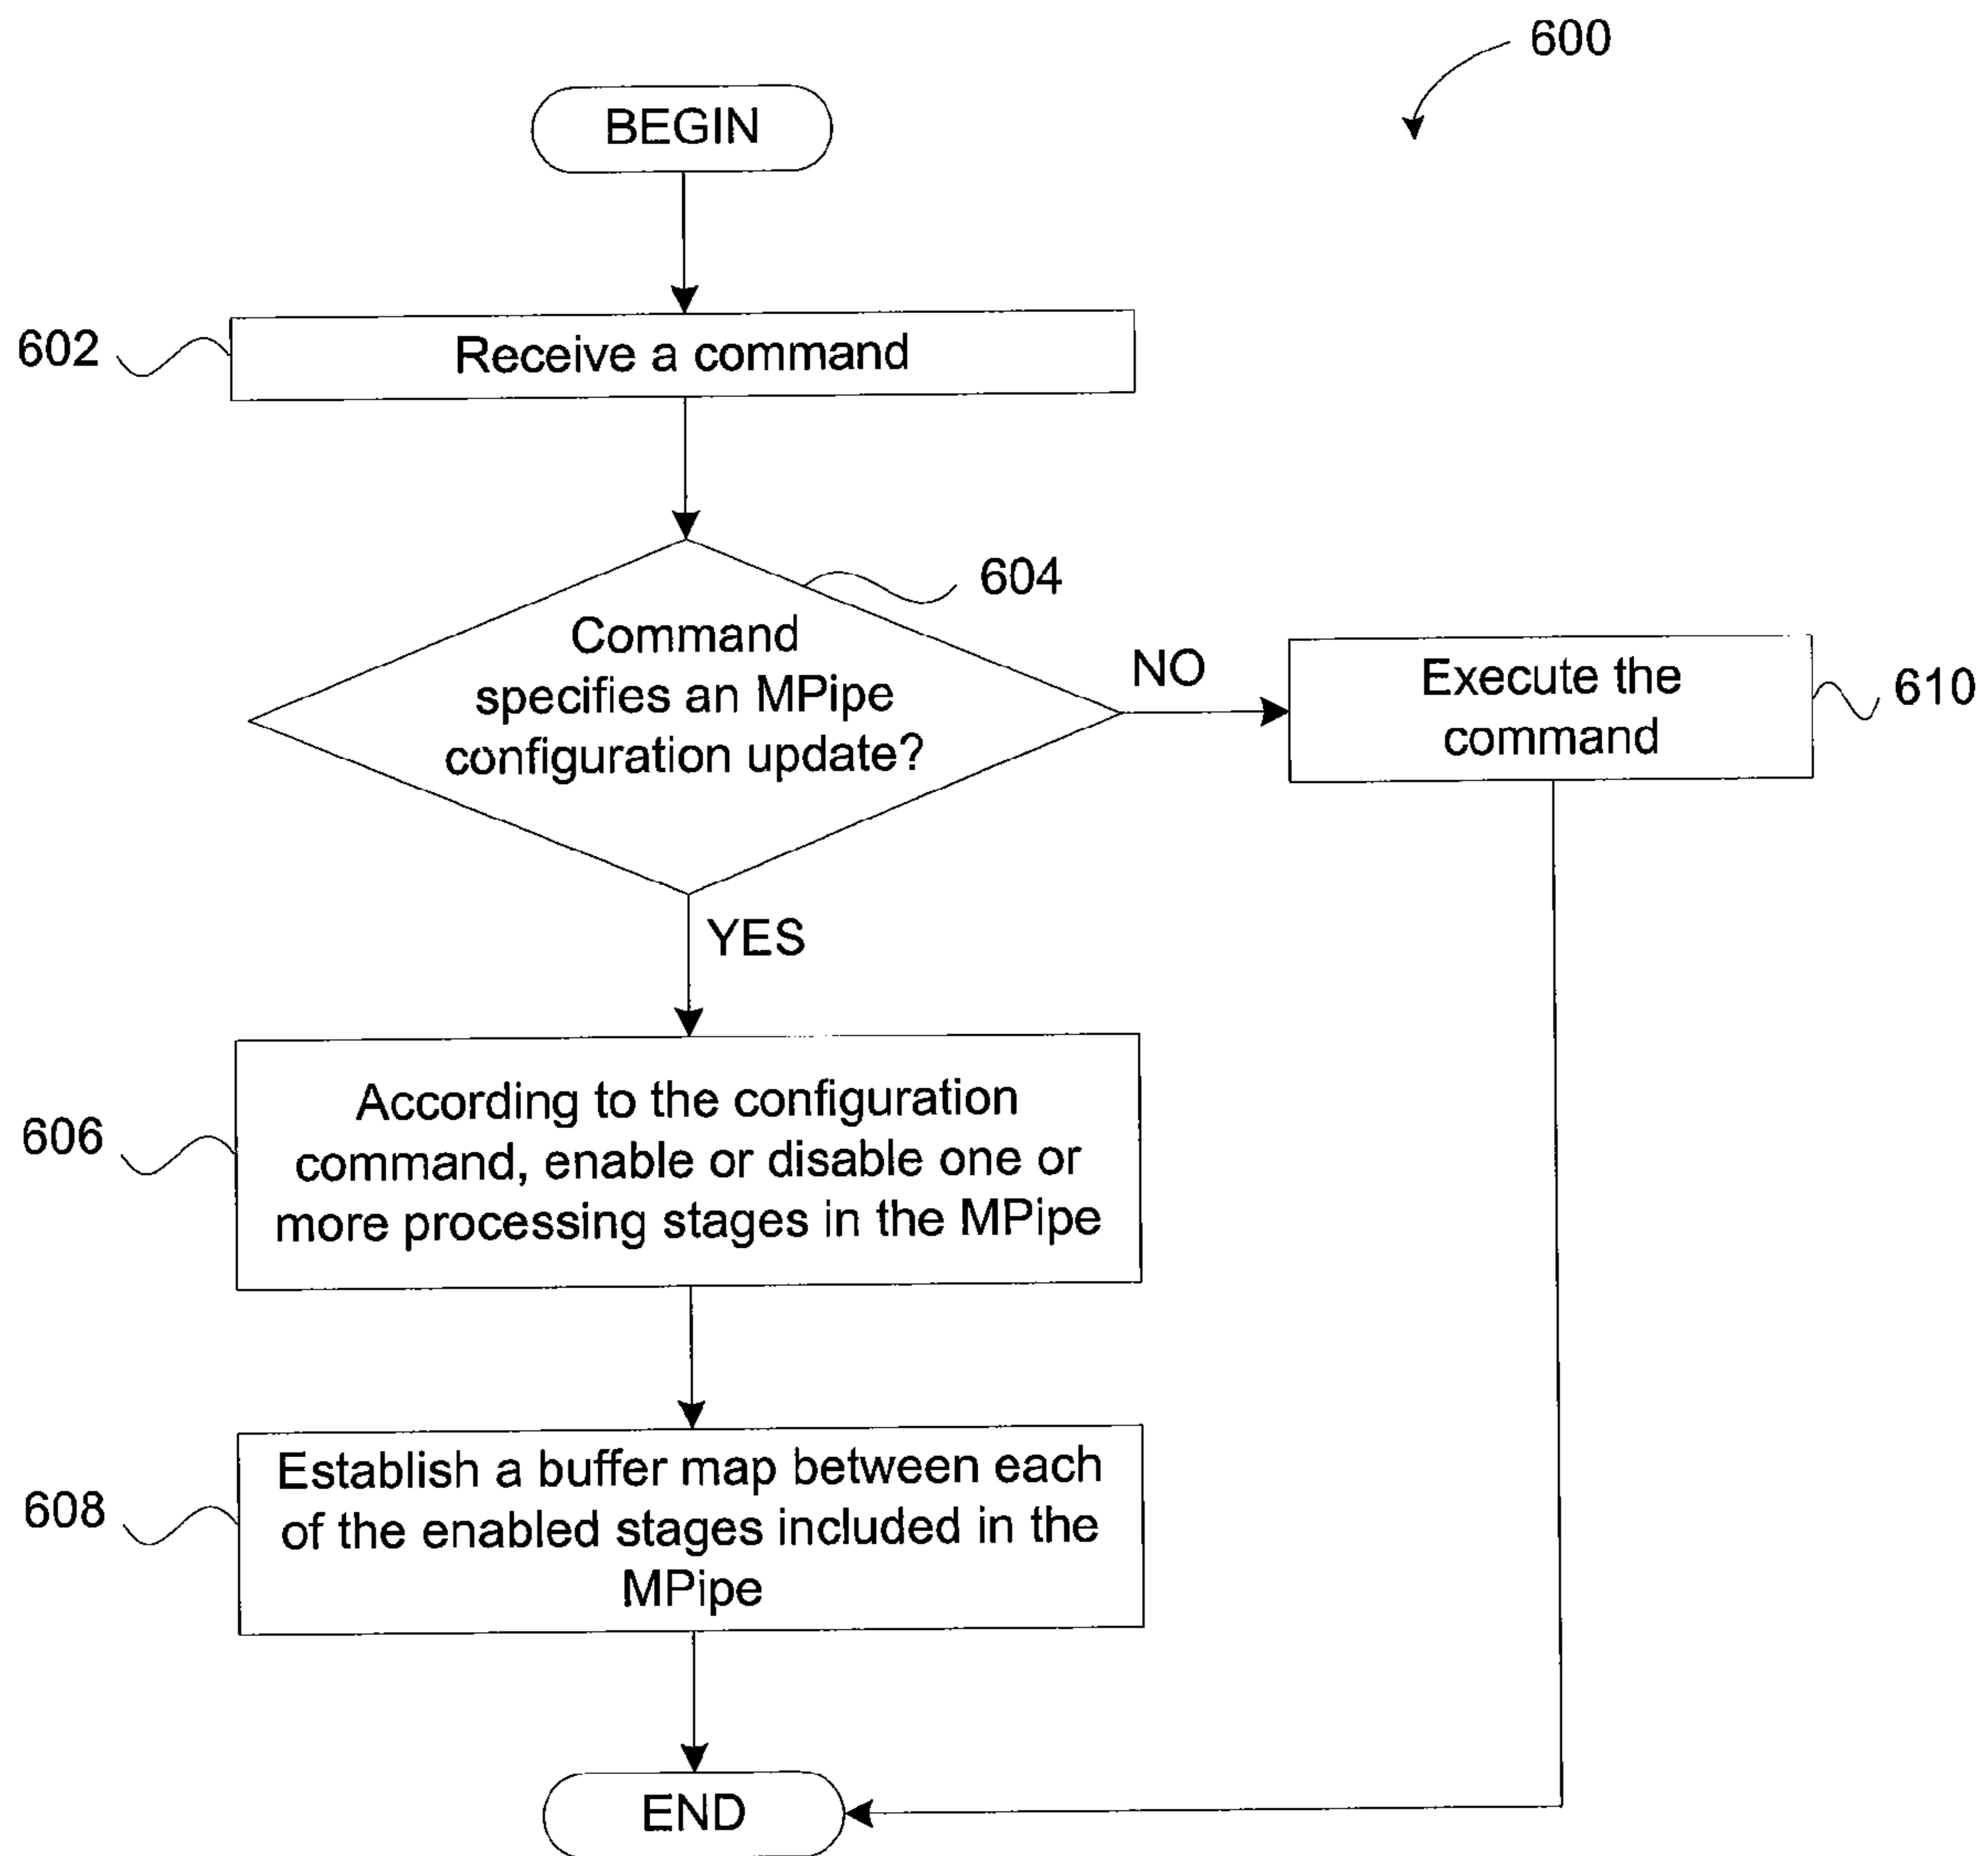 600
BEGIN
602
Receive a command
604
Command
specifies an MPipe
configuration update?
NO
Execute the
command
610
YES
606
According to the configuration
command, enable or disable one or
more processing stages in the MPipe
608
Establish a buffer map between each
of the enabled stages included in the
MPipe
END